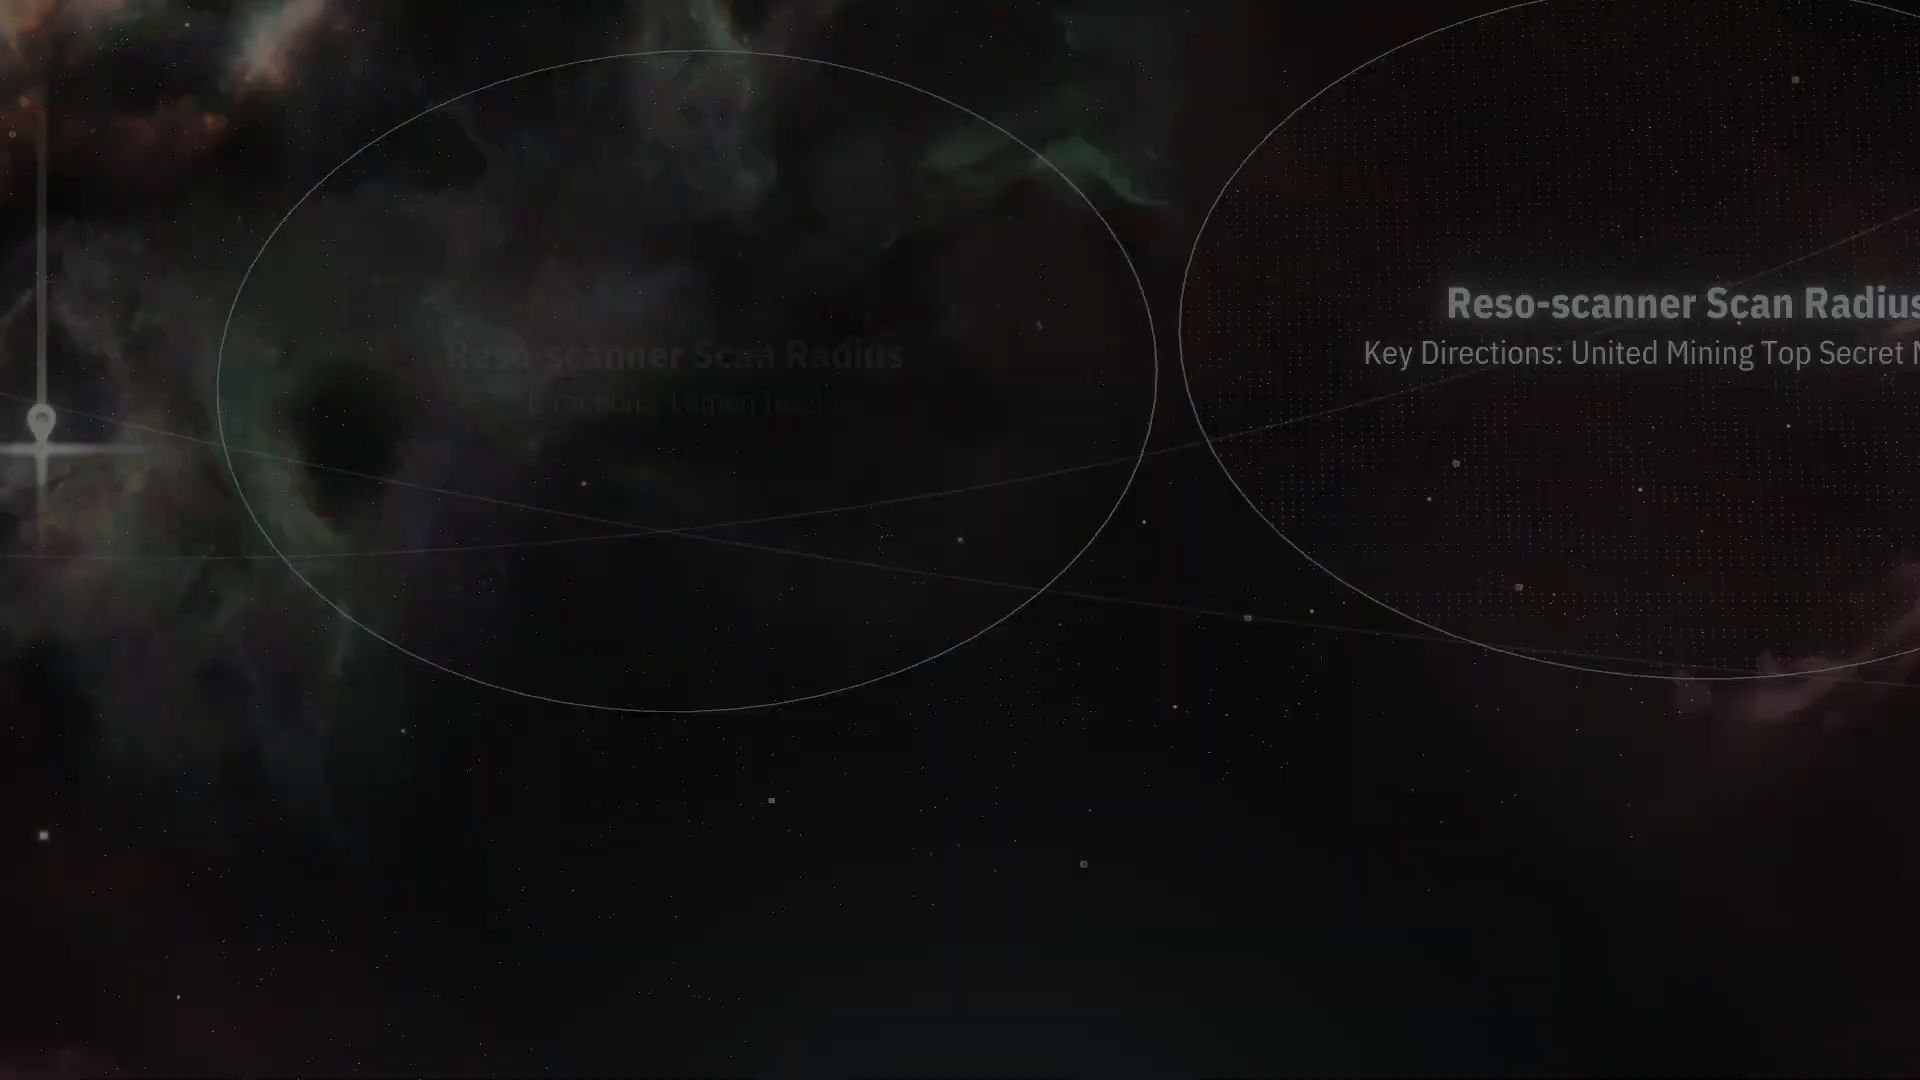 Reso-scanner Scan Radius
Reso-scanner Scan Radius
Key Directions: United Mining Top Secret